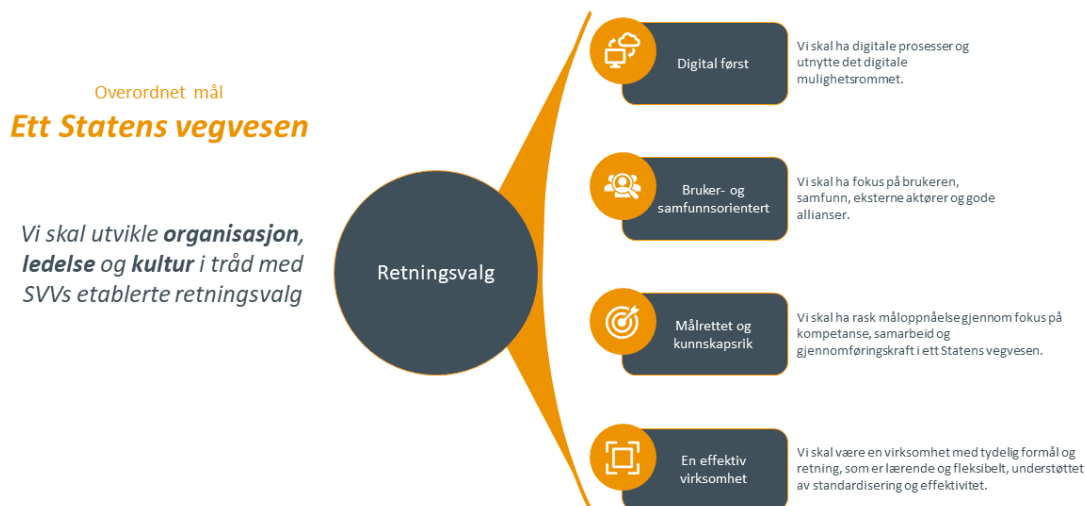 Overordnet mål
Ett Statens vegvesen
Vi skal utvikle organisasjon,
ledelse og kultur i tråd med
SVVs etablerte retningsvalg
Retningsvalg
Digital først
Vi skal ha digitale prosesser og
utnytte det digitale
mulighetsrommet.
Bruker- og
samfunnsorientert
Vi skal ha fokus på brukeren,
samfunn, eksterne aktører og gode
allianser.
Målrettet og
kunnskapsrik
Vi skal ha rask måloppnåelse gjennom fokus på
kompetanse, samarbeid og
gjennomføringskraft i ett Statens vegvesen.
En effektiv
virksomhet
Vi skal være en virksomhet med tydelig formål og
retning, som er lærende og fleksibelt, understøttet
av standardisering og effektivitet.